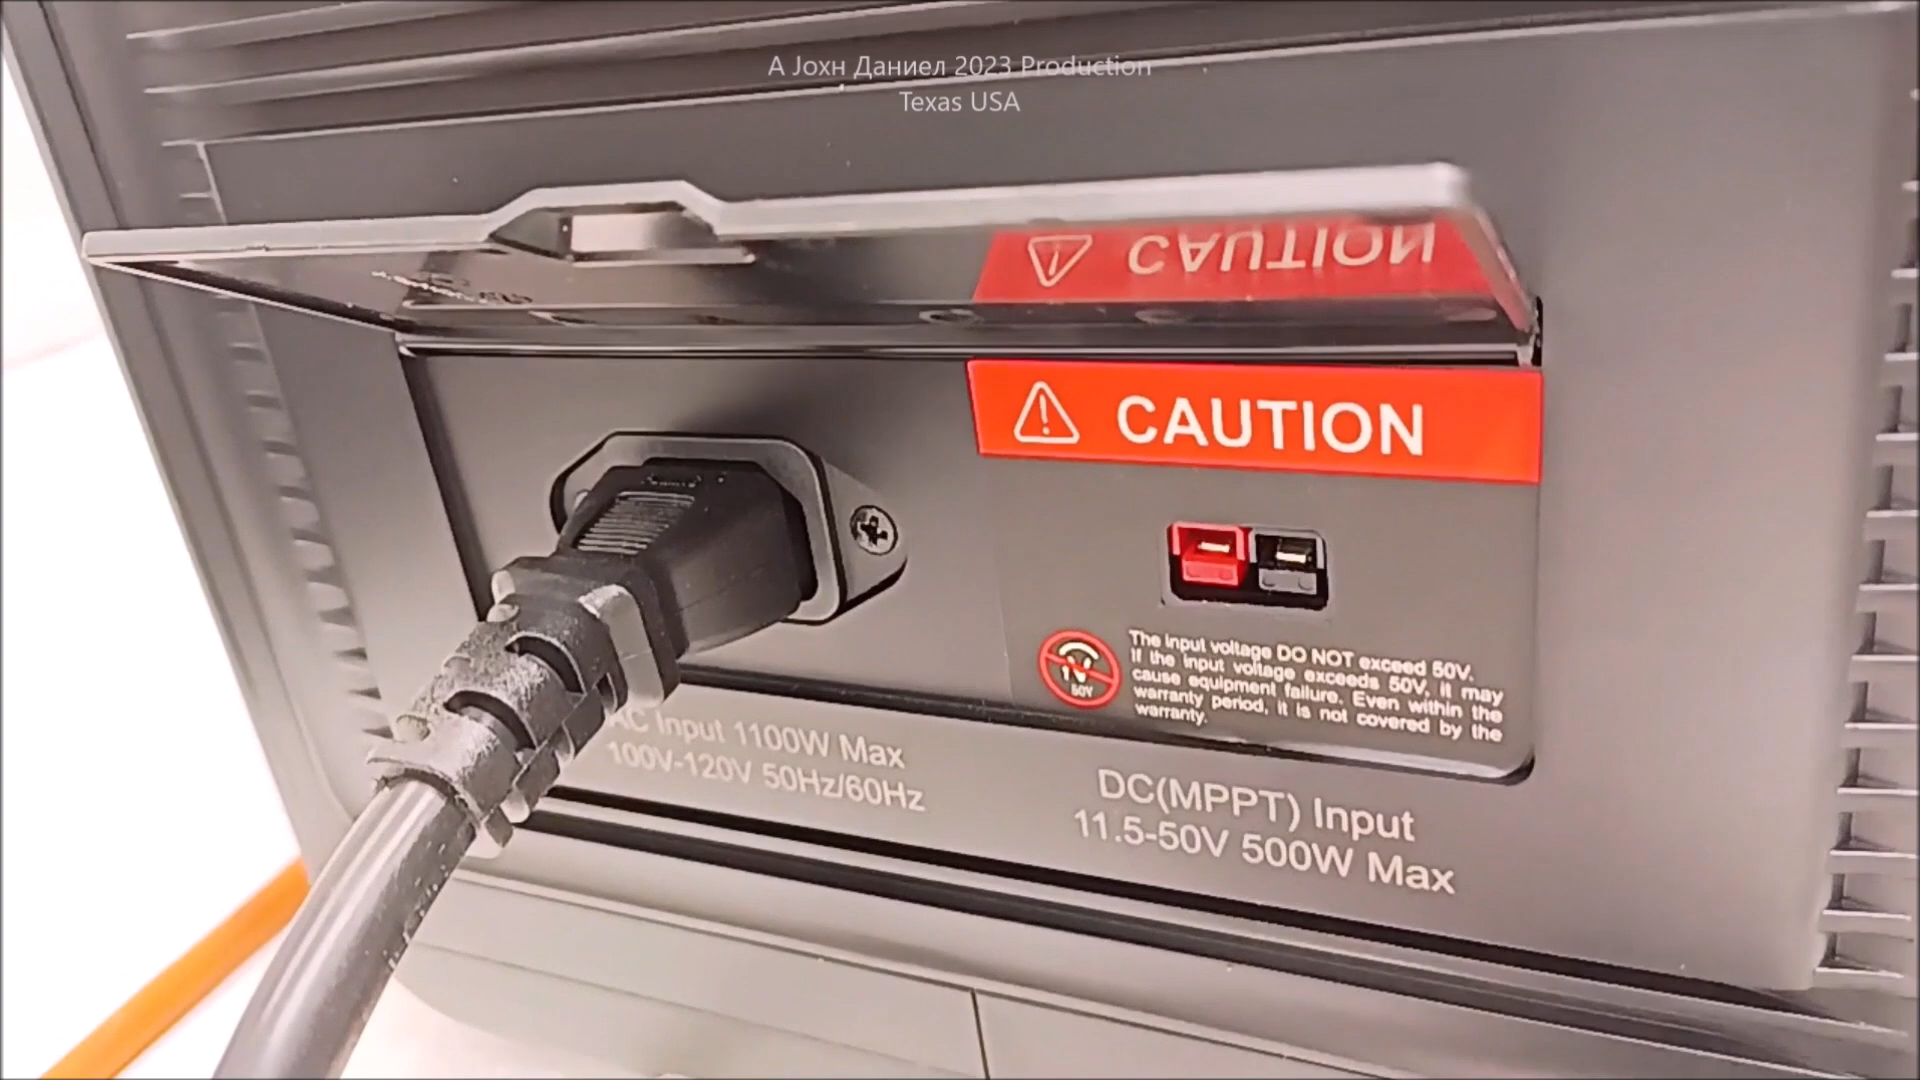 А Јохн Даниел 2023 Production
Texas USA
CAUTION
CAUTION
The input voltage DO NOT exceed 50V.
If the input voltage exceeds 50V, it may
cause equipment failure. Even within the
warranty period, it is not covered by the
warranty.
50V
AC Input 1100W Max
100V-120V 50Hz/60Hz
DC(MPPT) Input
11.5-50V 500W Max